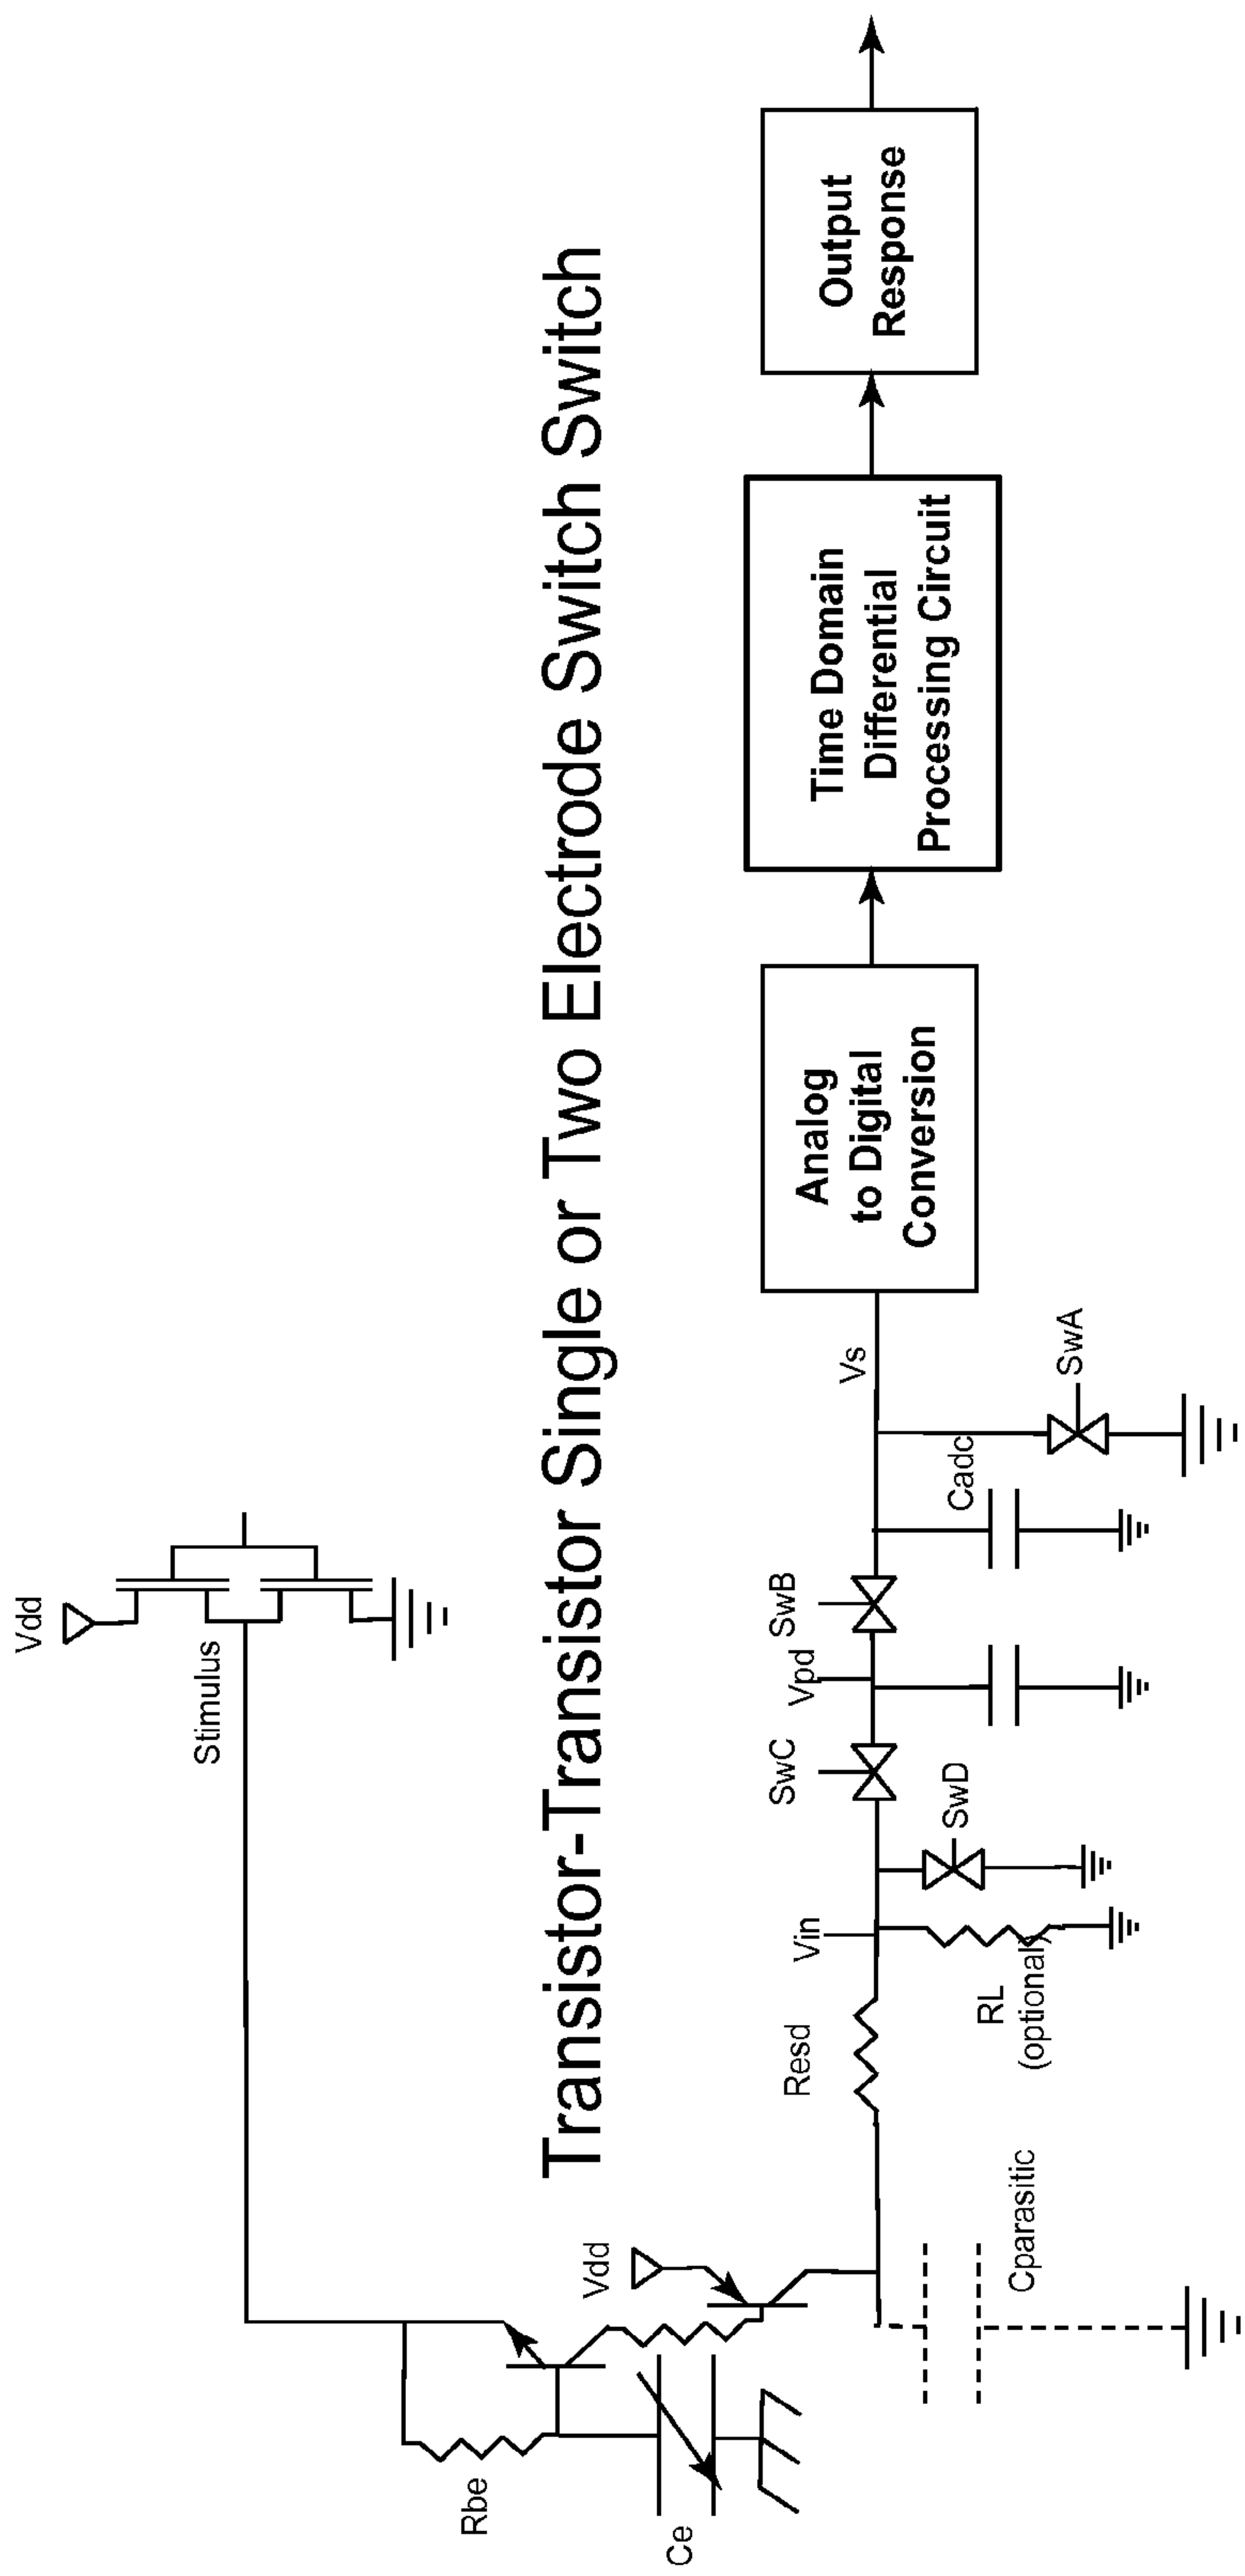 Transistor-Transistor Single or Two Electrode Switch Switch
Vdd
Stimulus
Rbe
Ce
Vdd
Cparasitic
Resd
Vin
RL
(optional)
SwD
SwC
Vpd
SwB
Cadc
Vs
SwA
Analog
to Digital
Conversion
Time Domain
Differential
Processing Circuit
Output
Response